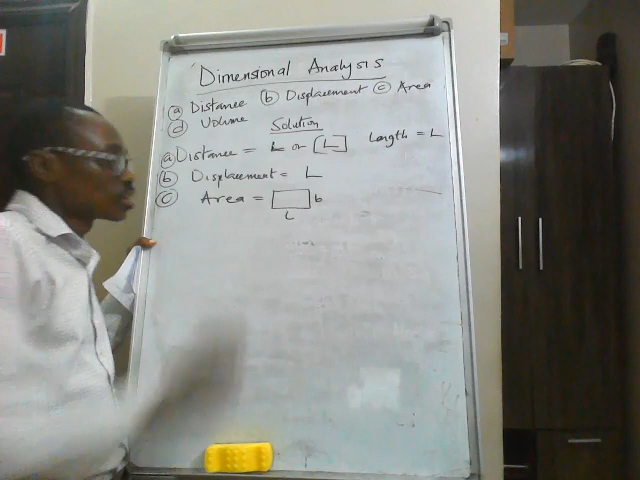 Dimensional Analysis
(a) Distance (b) Displacement (c) Area
(d) Volume
Solution
(a) Distance = L or [L] Length = L
(b) Displacement = L
(c) Area = b
L